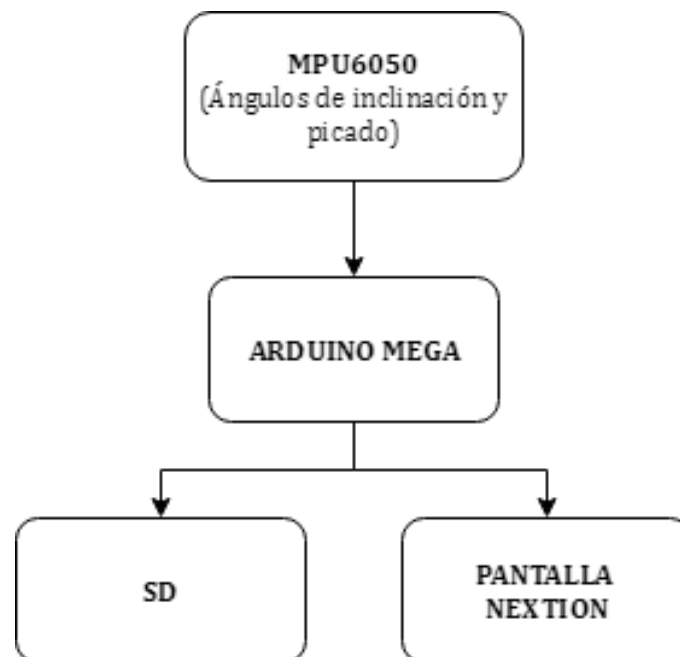 MPU6050
(Ángulos de inclinación y
picado)
ARDUINO MEGA
SD
PANTALLA
NEXTION